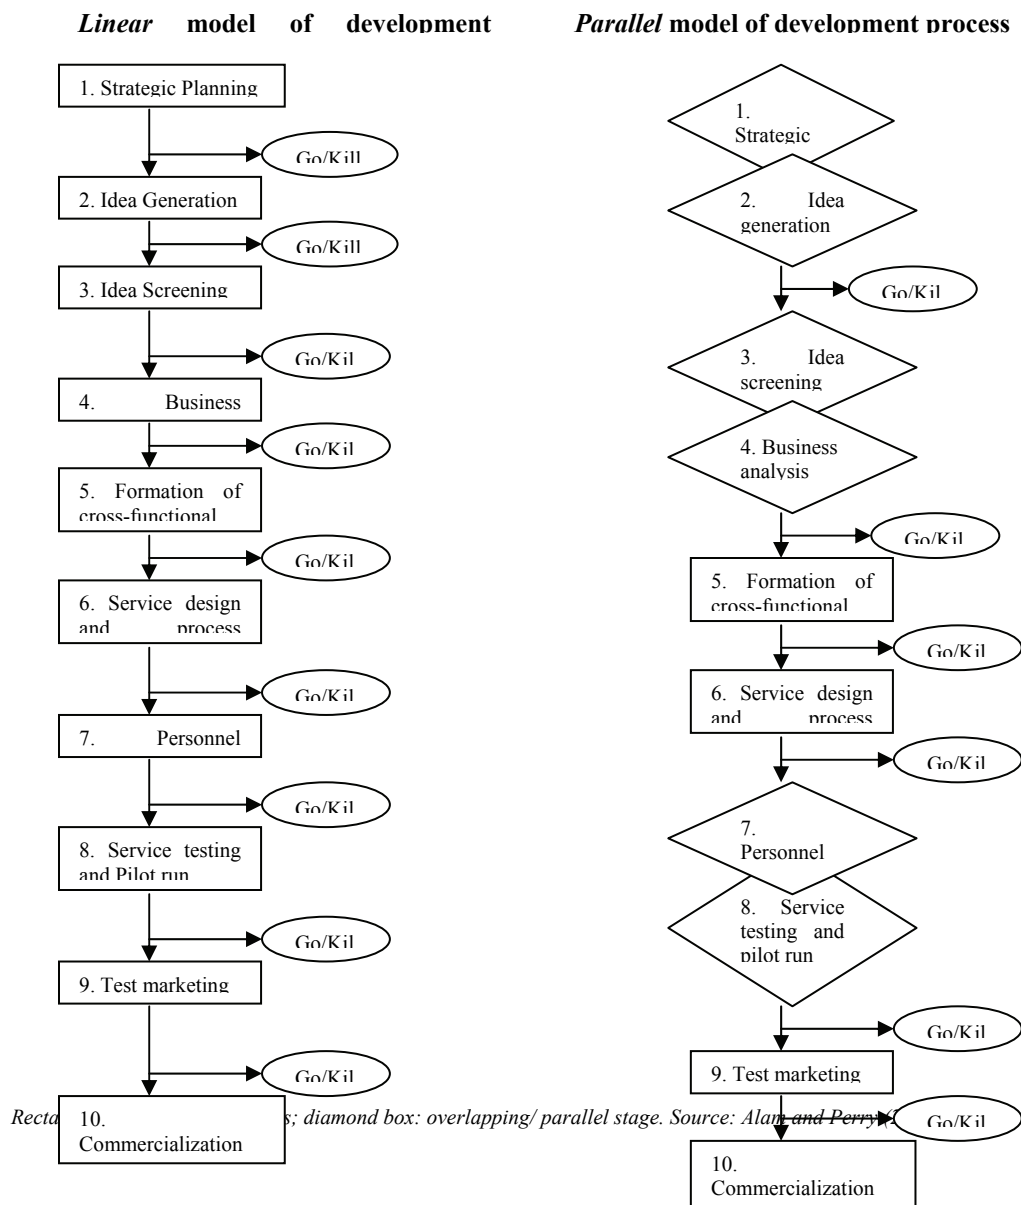 Linear model of development
1. Strategic Planning
Go/Kill
2. Idea Generation
Go/Kill
3. Idea Screening
Go/Kil
4. Business
Go/Kil
5. Formation of
cross-functional
Go/Kil
6. Service design
and process
Go/Kil
7. Personnel
Go/Kil
8. Service testing
and Pilot run
Go/Kil
9. Test marketing
Go/Kil
10.
Commercialization
Parallel model of development process
1.
Strategic
2. Idea
generation
Go/Kil
3. Idea
screening
4. Business
analysis
Go/Kil
5. Formation of
cross-functional
Go/Kil
6. Service design
and process
Go/Kil
7.
Personnel
8. Service
testing and
pilot run
Go/Kil
9. Test marketing
Go/Kil
10.
Commercialization
; diamond box: overlapping/ parallel stage. Source: Alam and Perry